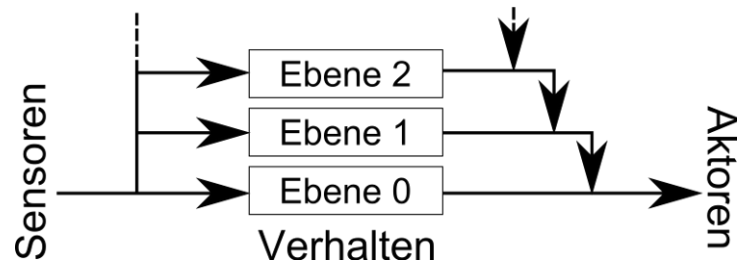 Sensoren
Ebene 2
Ebene 1
Ebene 0
Verhalten
Aktoren